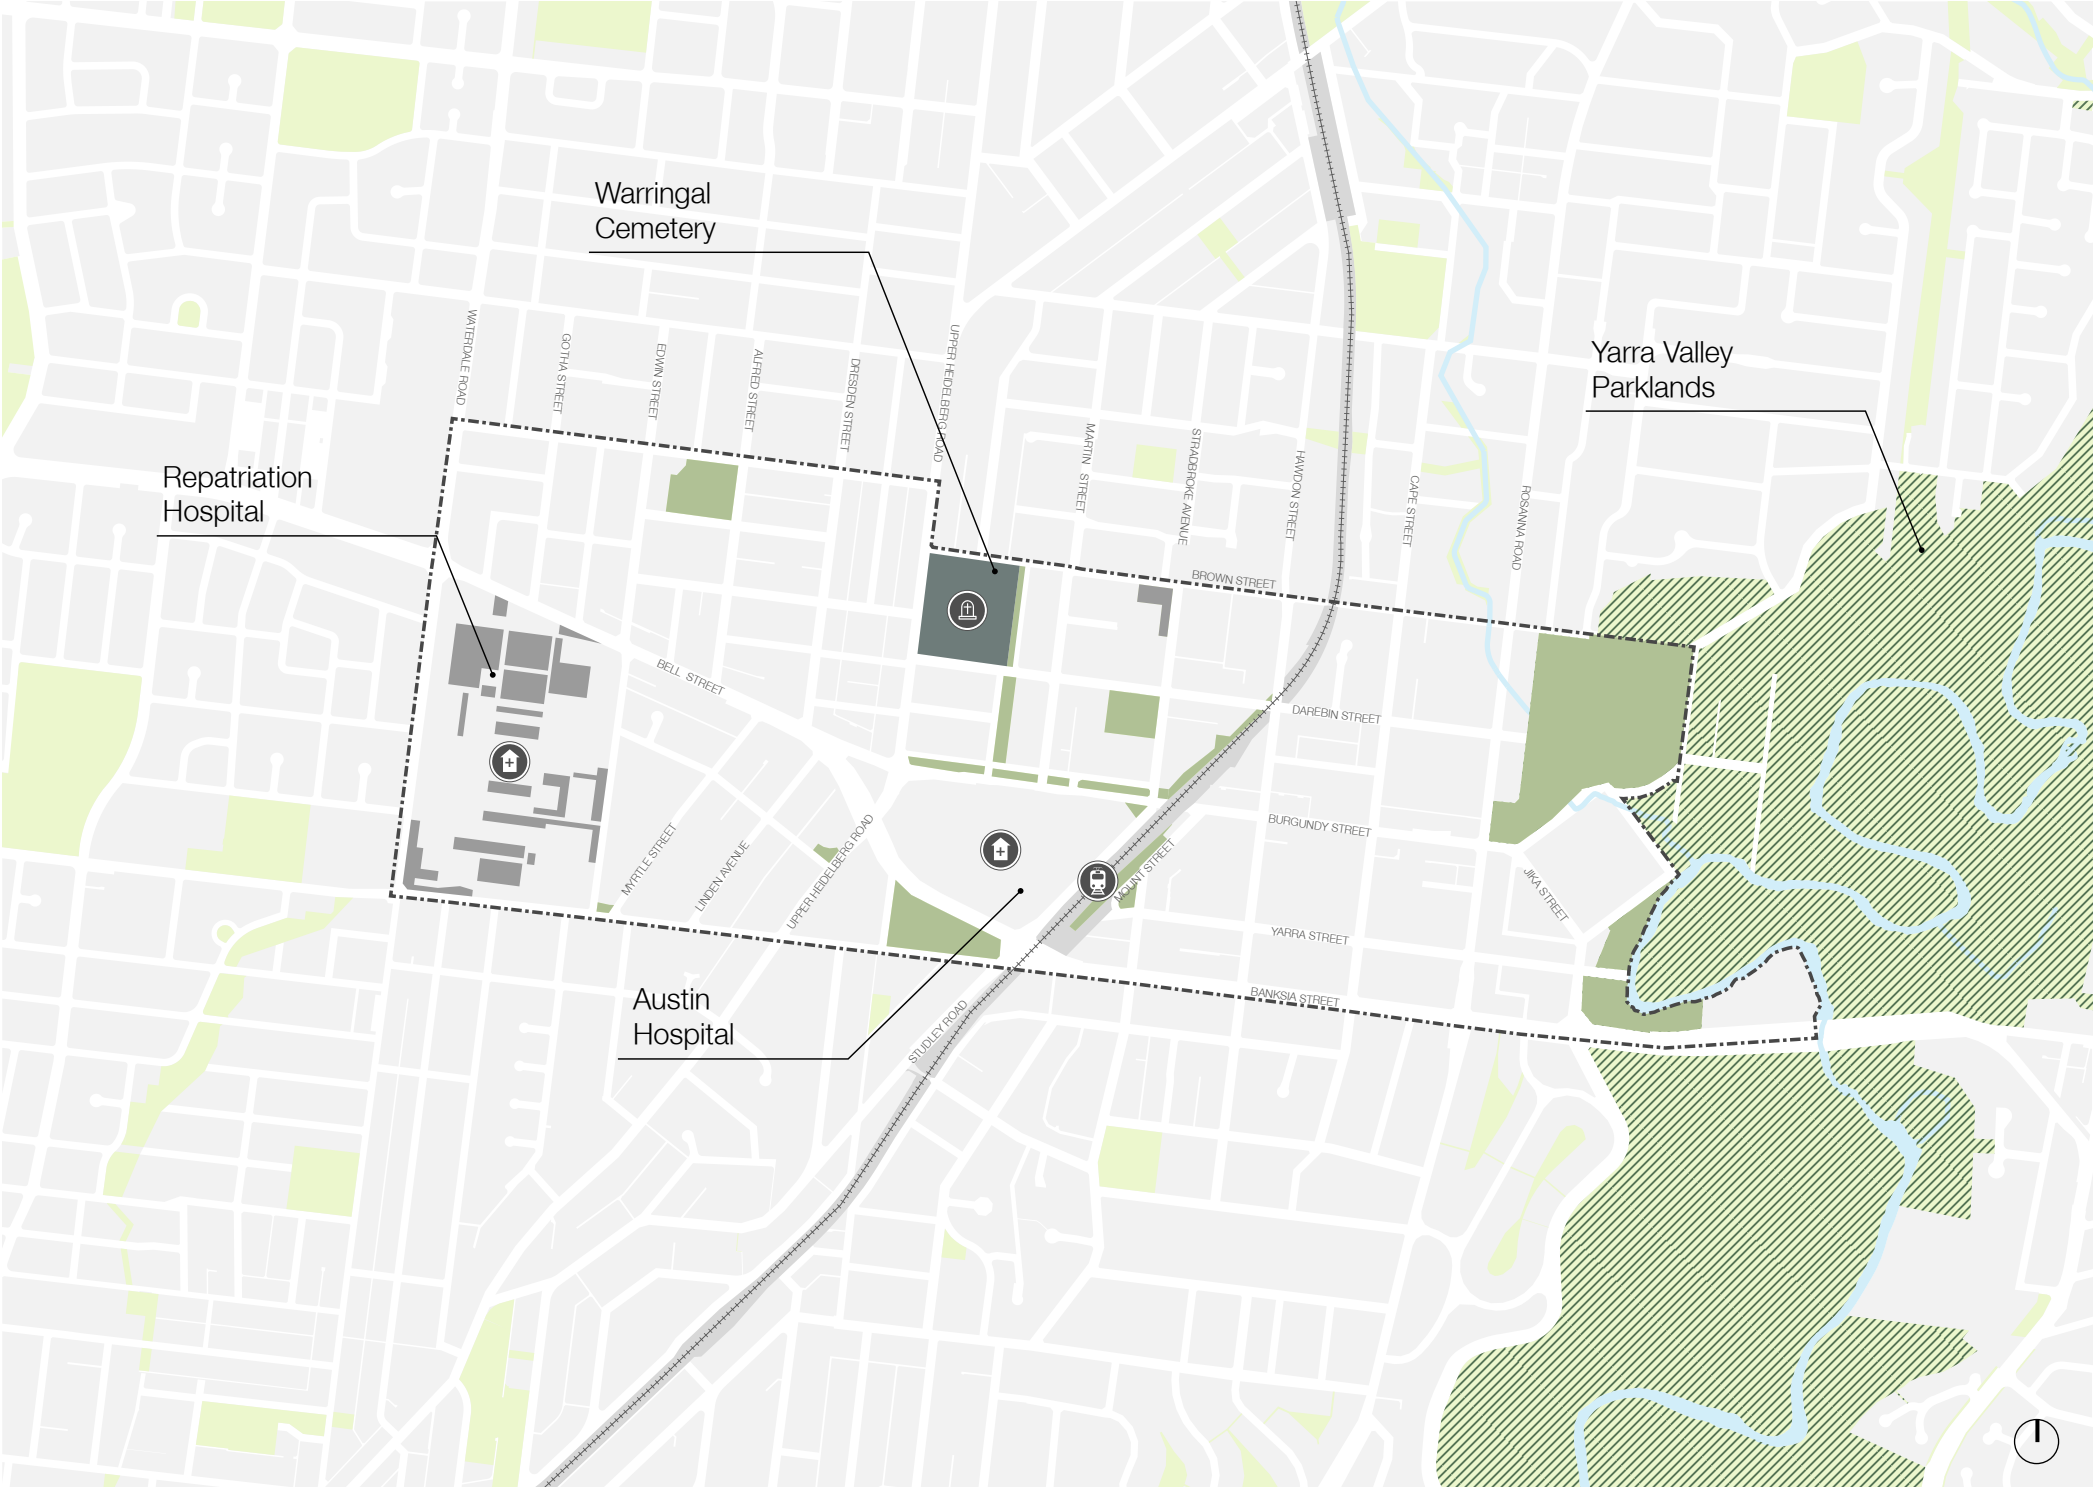 Warringal
Cemetery
Yarra Valley
Parklands
Repatriation
Hospital
Austin
Hospital
WATERDALE ROAD
GOTHA STREET
EDWIN STREET
ALFRED STREET
DRESDEN STREET
UPPER HEIDELBERG ROAD
MARTIN STREET
STRADBROKE AVENUE
HAWDON STREET
CAPE STREET
ROSANNA ROAD
BROWN STREET
BELL STREET
DAREBIN STREET
BURGUNDY STREET
MYRTLE STREET
LINDEN AVENUE
UPPER HEIDELBERG ROAD
MOUNT STREET
JIKA STREET
YARRA STREET
BANKSIA STREET
STUDLEY ROAD